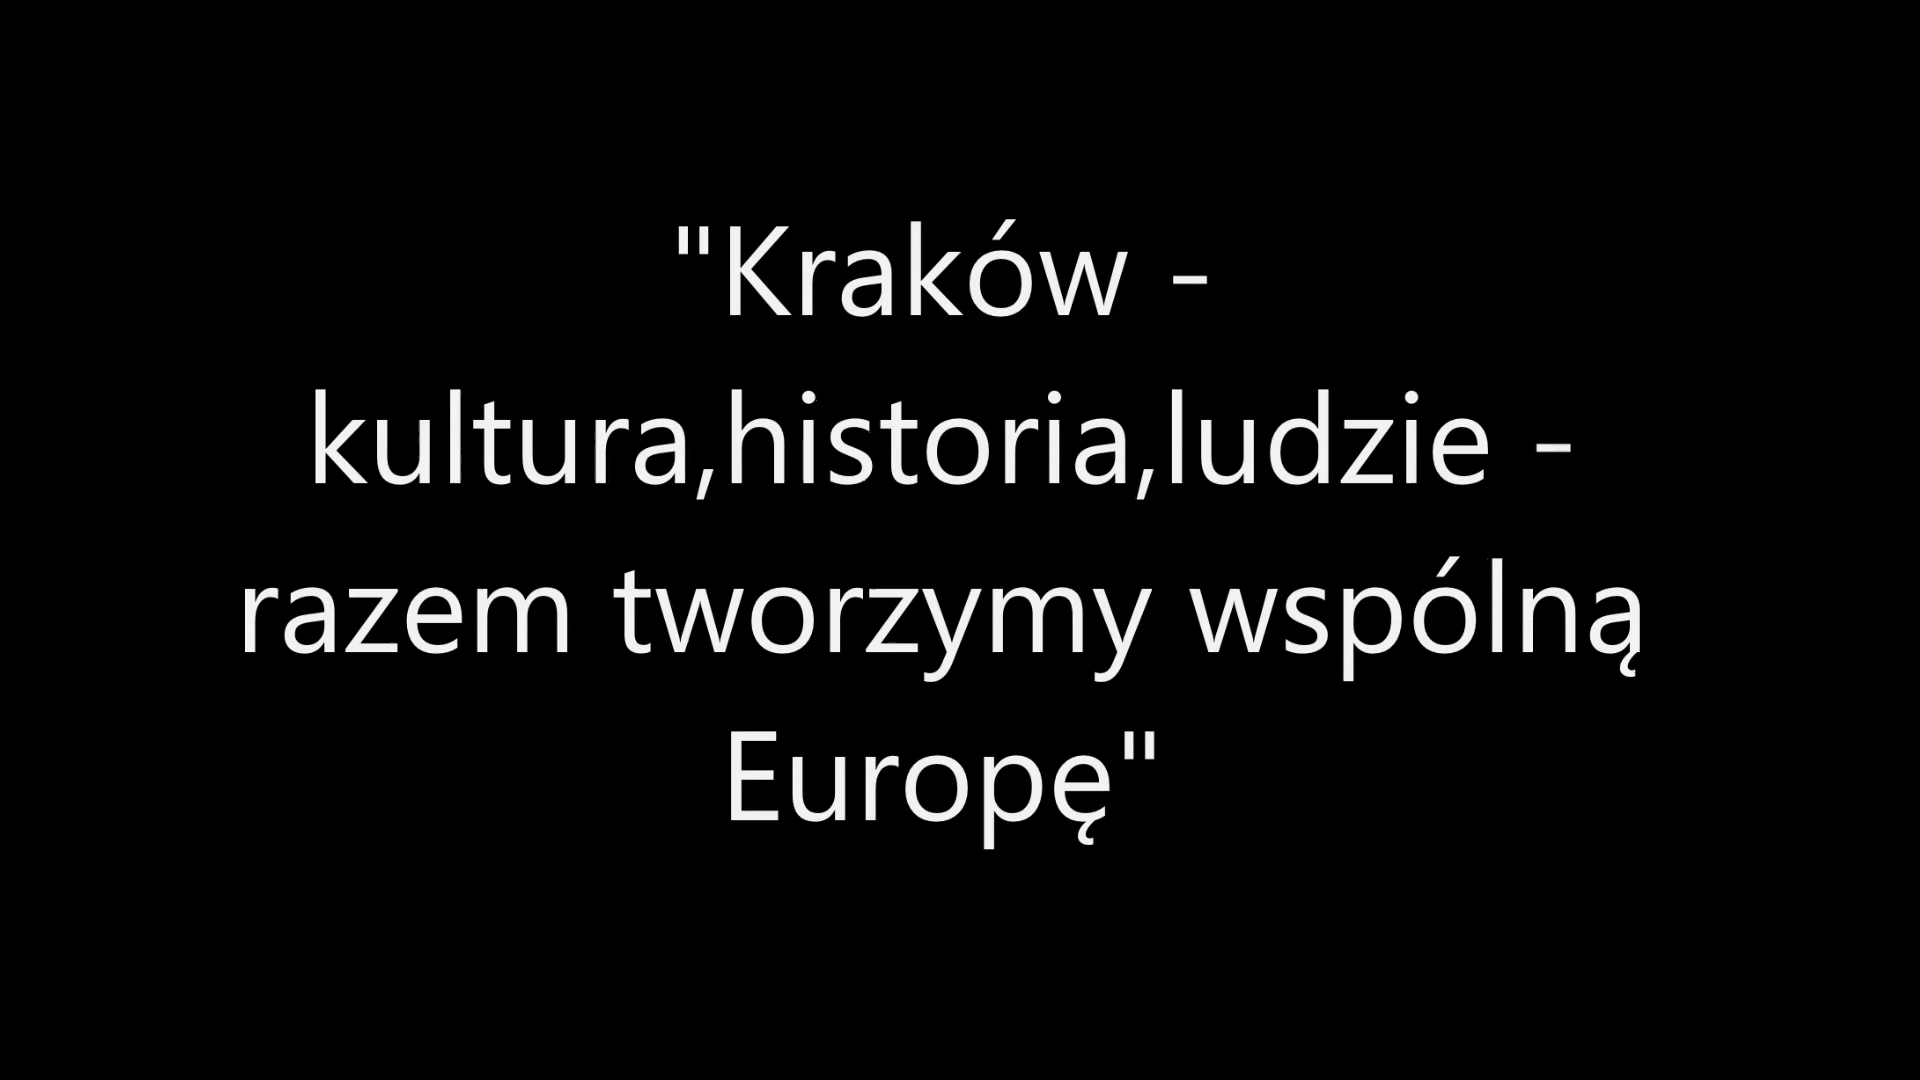 "Kraków -
kultura,historia,ludzie -
razem tworzymy wspólną
Europę"